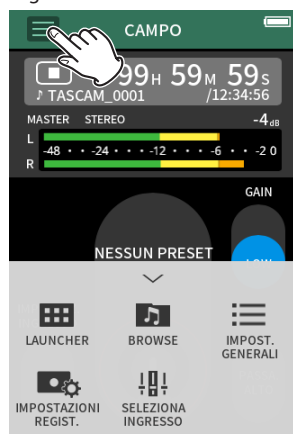 CAMPO
99H 59M 59S
♪ TASCAM_0001 /12:34:56
MASTER STEREO -4dB
L
-48 · · -24 · · · -12 · · · -6 · · -2 0
R
GAIN
NESSUN PRESET
LAUNCHER
BROWSE
IMPOST.
GENERALI
IMPOSTAZIONI
REGIST.
SELEZIONA
INGRESSO